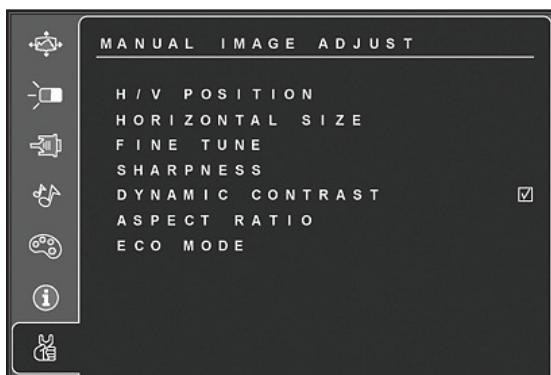 MANUAL IMAGE ADJUST
H/V POSITION
HORIZONTAL SIZE
FINE TUNE
SHARPNESS
DYNAMIC CONTRAST
ASPECT RATIO
ECO MODE